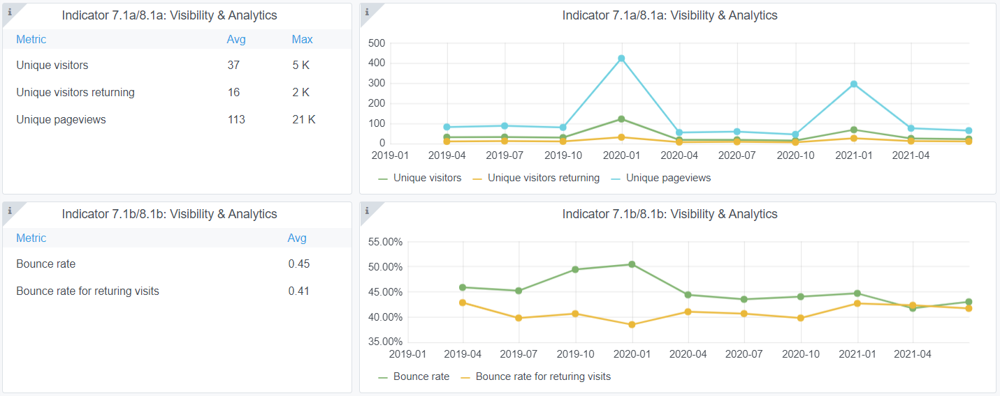 i
Indicator 7.1a/8.1a: Visibility & Analytics
Metric Avg Max
Unique visitors 37 5 K
Unique visitors returning 16 2 K
Unique pageviews 113 21 K
i
Indicator 7.1a/8.1a: Visibility & Analytics
500
400
300
200
100
0
2019-01 2019-04 2019-07 2019-10 2020-01 2020-04 2020-07 2020-10 2021-01 2021-04
Unique visitors Unique visitors returning Unique pageviews
i
Indicator 7.1b/8.1b: Visibility & Analytics
Metric Avg
Bounce rate 0.45
Bounce rate for returing visits 0.41
i
Indicator 7.1b/8.1b: Visibility & Analytics
55.00%
50.00%
45.00%
40.00%
35.00%
2019-01 2019-04 2019-07 2019-10 2020-01 2020-04 2020-07 2020-10 2021-01 2021-04
Bounce rate Bounce rate for returing visits